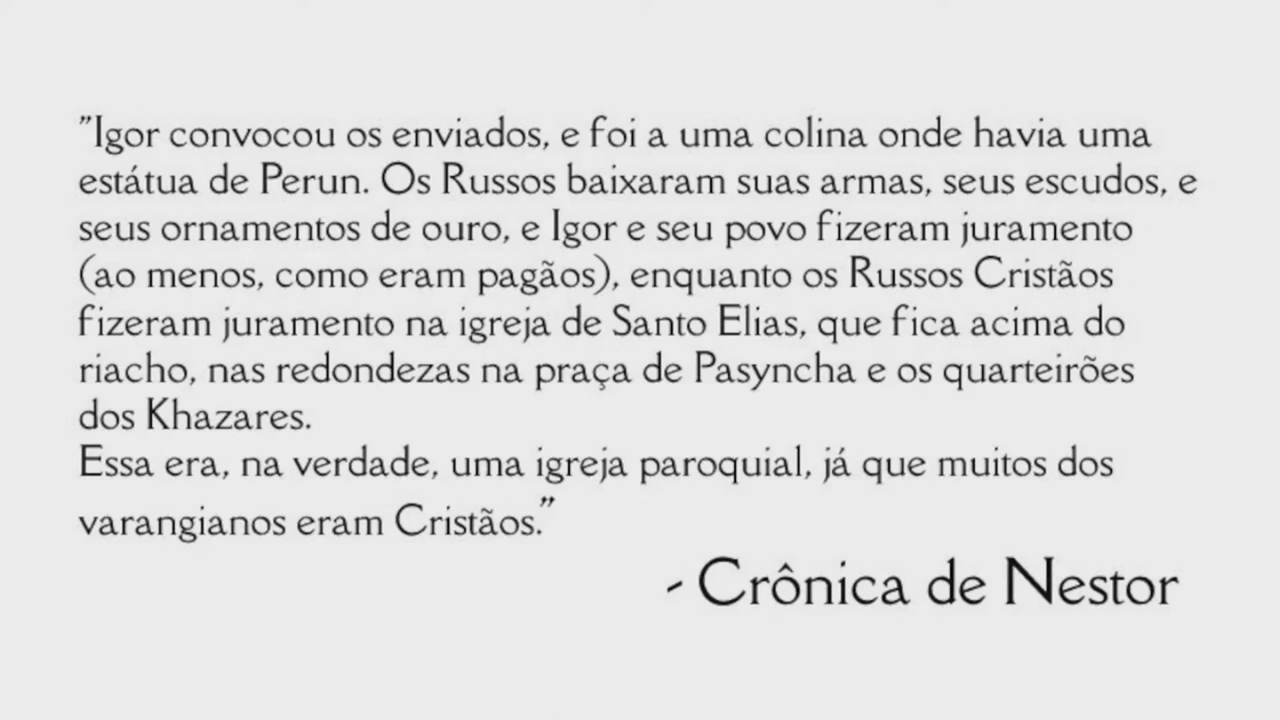 "Igor convocou os enviados, e foi a uma colina onde havia uma
estátua de Perun. Os Russos baixaram suas armas, seus escudos, e
seus ornamentos de ouro, e Igor e seu povo fizeram juramento
(ao menos, como eram pagãos), enquanto os Russos Cristãos
fizeram juramento na igreja de Santo Elias, que fica acima do
riacho, nas redondezas na praça de Pasyncha e os quarteirões
dos Khazares.
Essa era, na verdade, uma igreja paroquial, já que muitos dos
varangianos eram Cristãos."
- Crônica de Nestor